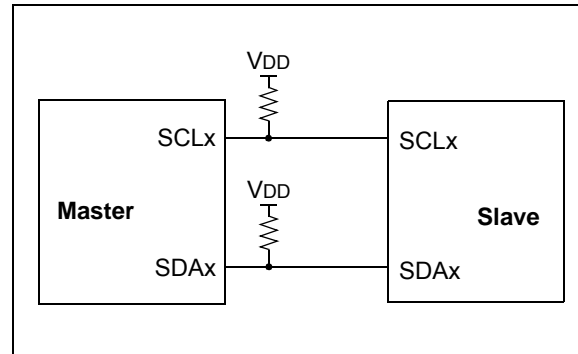 VDD
SCLx
SCLx
Master
VDD
Slave
SDAx
SDAx